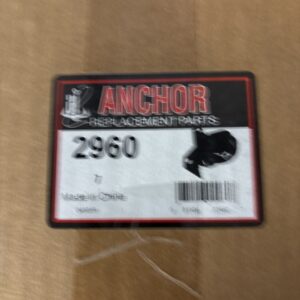 ANCHOR
REPLACEMENT PARTS
2960
Made in China